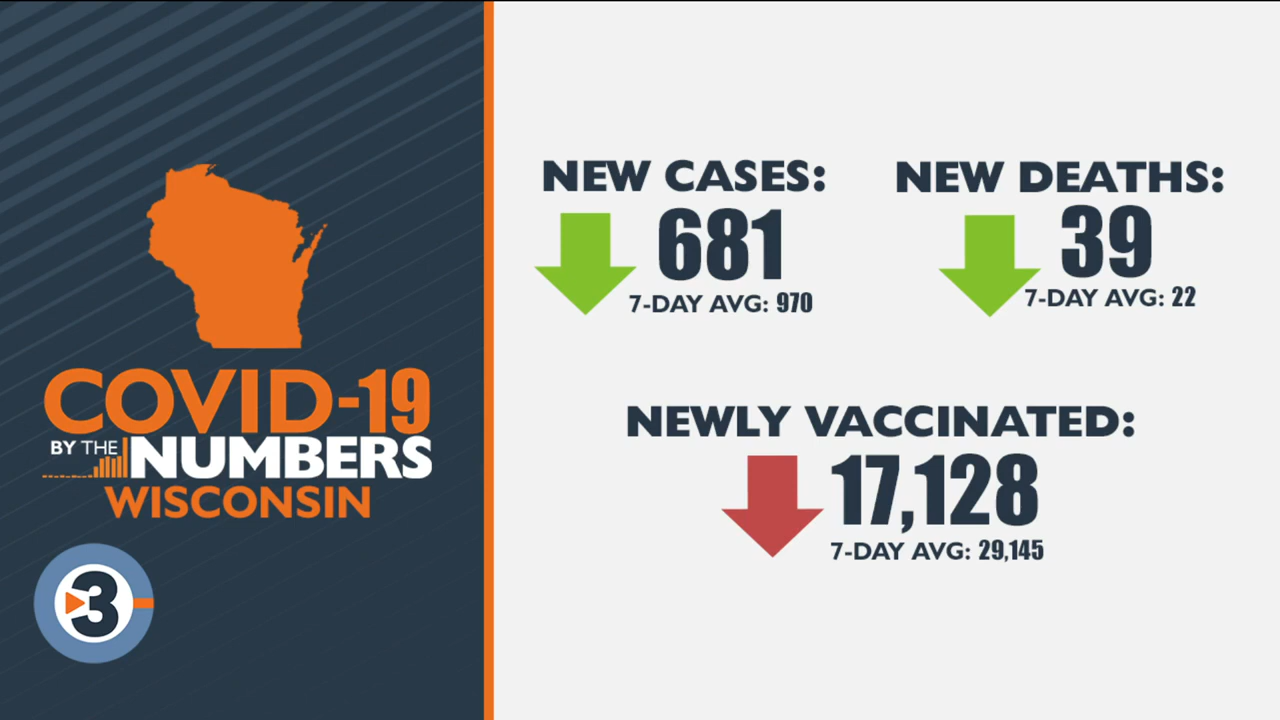 COVID-19
BY THE NUMBERS
WISCONSIN
3
NEW CASES:
681
7-DAY AVG: 970
NEW DEATHS:
39
7-DAY AVG: 22
NEWLY VACCINATED:
17,128
7-DAY AVG: 29,145